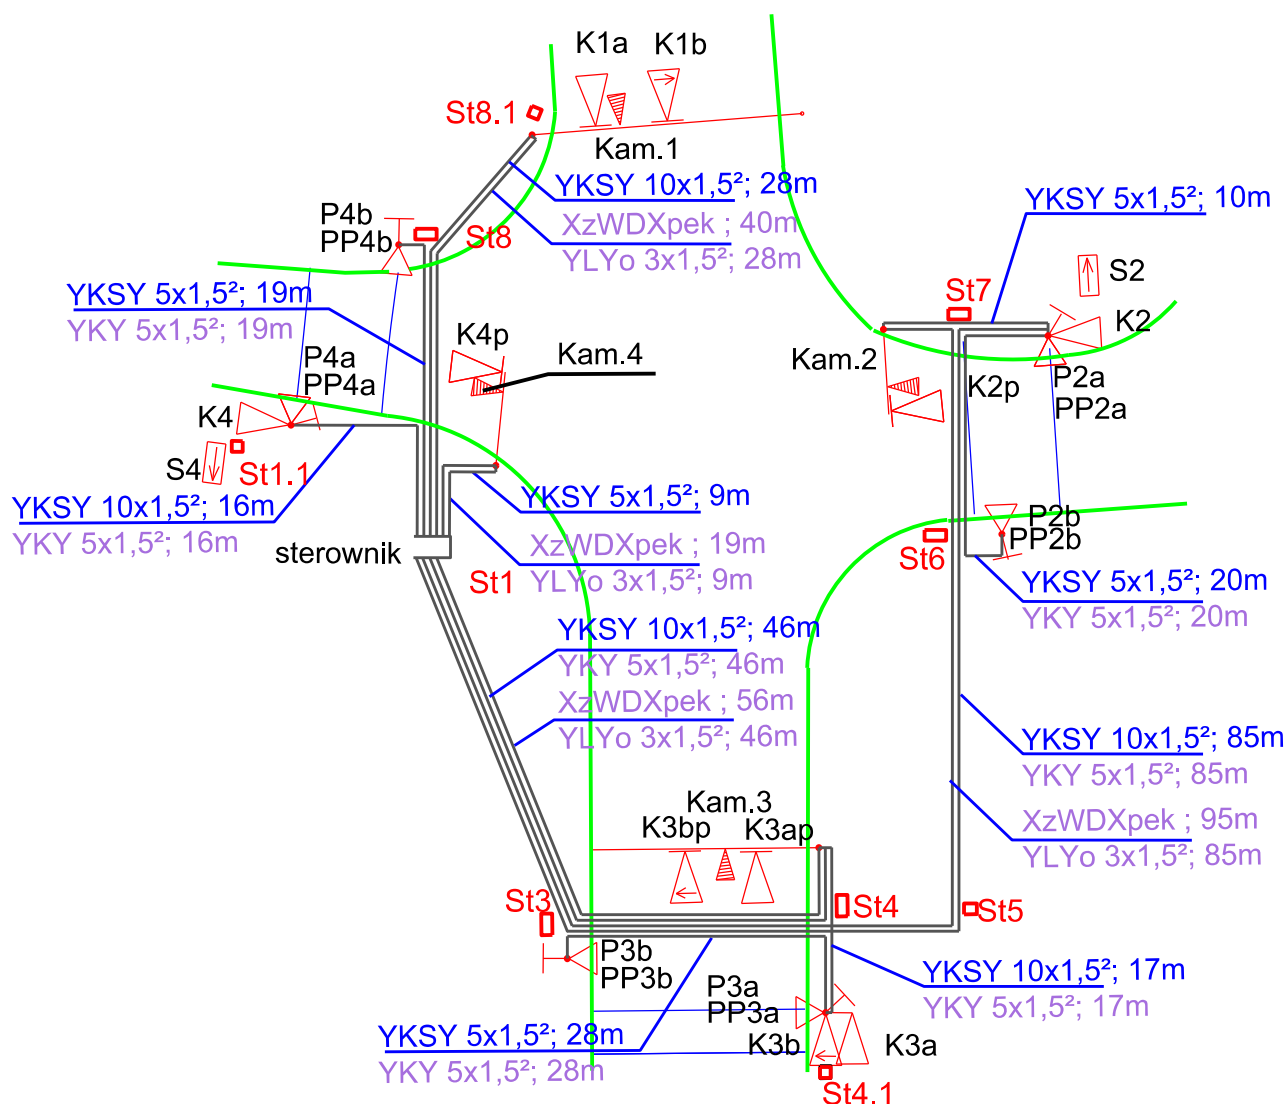 K1a
K1b
St8.1
Kam.1
YKSY 10x1,5²; 28m
XzWDXpek ; 40m
YLYo 3x1,5²; 28m
YKSY 5x1,5²; 10m
P4b
PP4b
St8
S2
St7
K2
YKSY 5x1,5²; 19m
YKY 5x1,5²; 19m
K4p
Kam.4
Kam.2
K2p
P2a
PP2a
P4a
PP4a
K4
S4
St1.1
YKSY 10x1,5²; 16m
YKY 5x1,5²; 16m
YKSY 5x1,5²; 9m
XzWDXpek ; 19m
YLYo 3x1,5²; 9m
sterownik
St1
P2b
PP2b
St6
YKSY 5x1,5²; 20m
YKY 5x1,5²; 20m
YKSY 10x1,5²; 46m
YKY 5x1,5²; 46m
XzWDXpek ; 56m
YLYo 3x1,5²; 46m
YKSY 10x1,5²; 85m
YKY 5x1,5²; 85m
XzWDXpek ; 95m
YLYo 3x1,5²; 85m
Kam.3
K3bp
K3ap
St3
St4
St5
P3b
PP3b
YKSY 10x1,5²; 17m
YKY 5x1,5²; 17m
P3a
PP3a
YKSY 5x1,5²; 28m
YKY 5x1,5²; 28m
K3b
K3a
St4.1